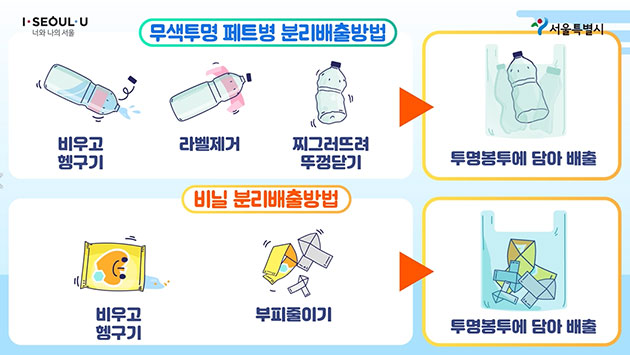 I·SEOUL·U
너와 나의 서울
무색투명 페트병 분리배출방법
서울특별시
비우고
헹구기
라벨제거
찌그러뜨려
뚜껑닫기
투명봉투에 담아 배출
비닐 분리배출방법
비우고
헹구기
부피줄이기
투명봉투에 담아 배출